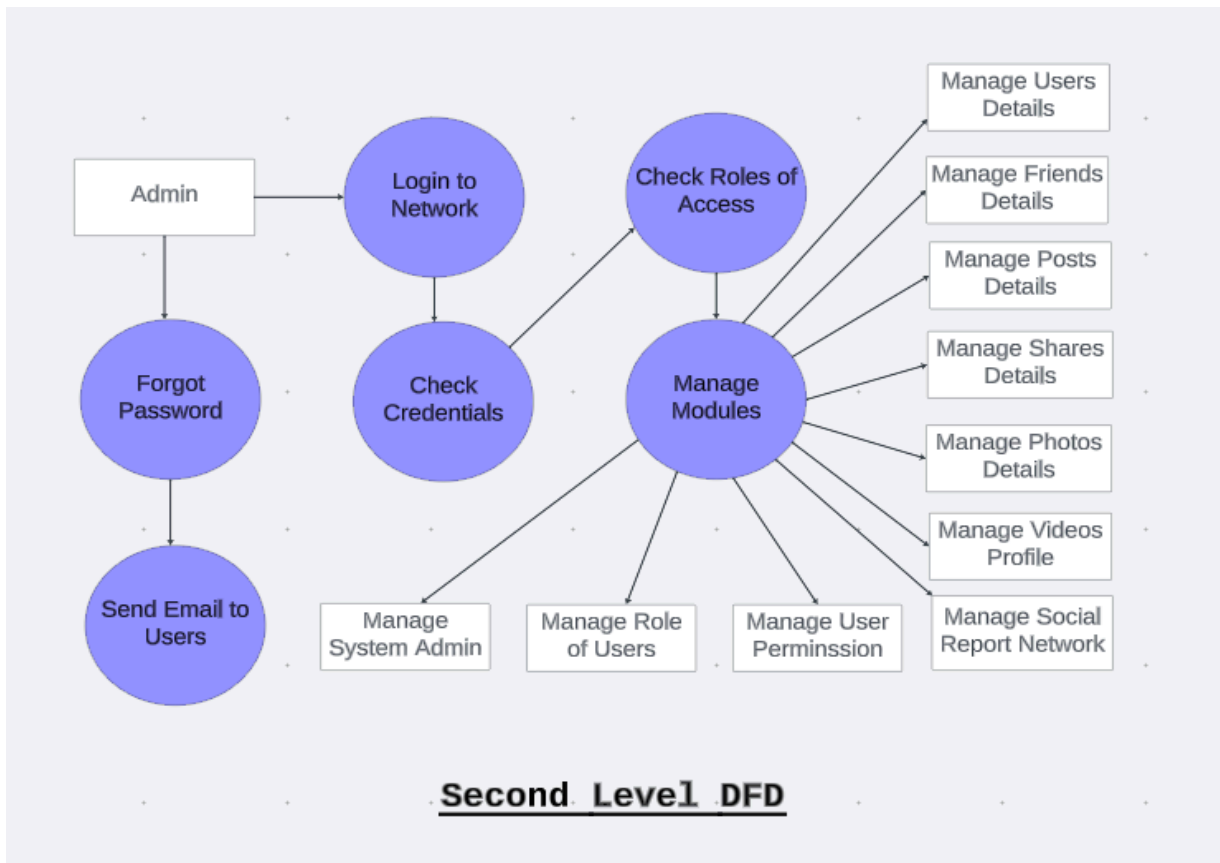 Admin
Login to
Network
Check Roles of
Access
Forgot
Password
Check
Credentials
Manage
Modules
Send Email to
Users
Manage Users
Details
Manage Friends
Details
Manage Posts
Details
Manage Shares
Details
Manage Photos
Details
Manage Videos
Profile
Manage Social
Report Network
Manage
System Admin
Manage Role
of Users
Manage User
Perminssion
Second Level DFD